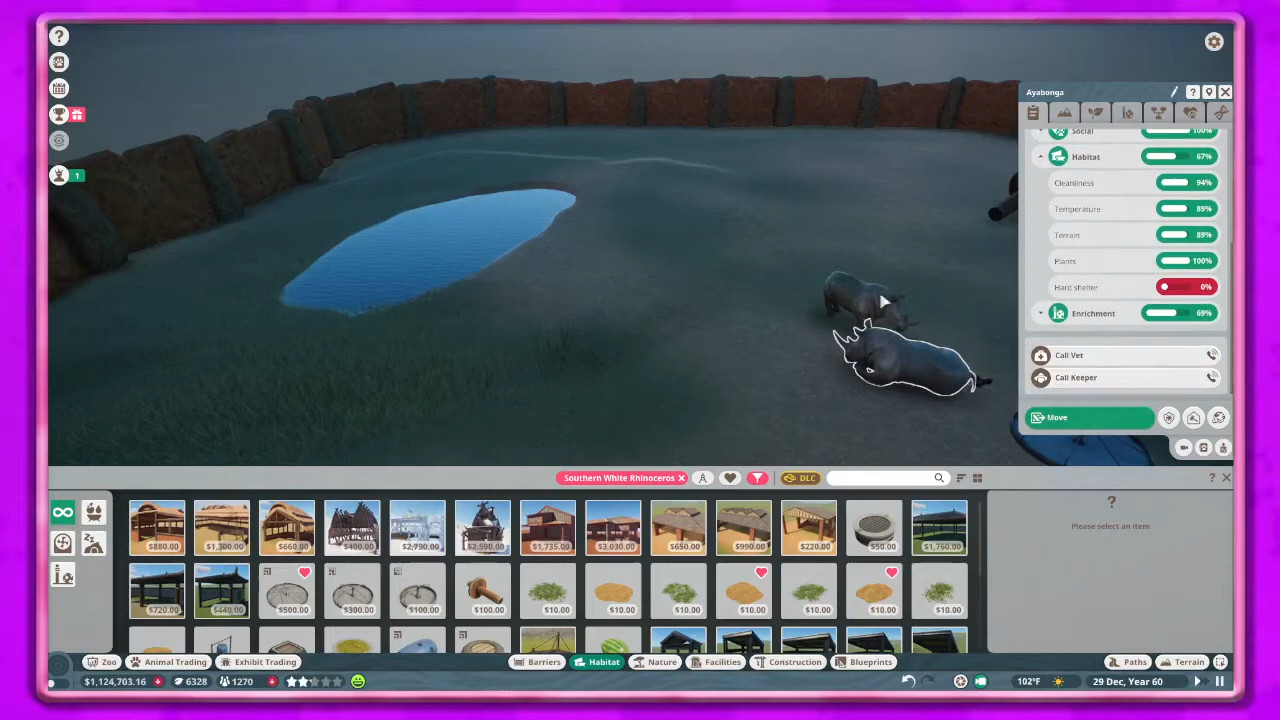 ?
1
Ayabonga
?
Social 100%
Habitat 67%
Cleanliness 94%
Temperature 89%
Terrain 89%
Plants 100%
Hard shelter 0%
Enrichment 69%
Call Vet
Call Keeper
Move
Southern White Rhinoceros ×
DLC
?
$880.00 $1,300.00 $660.00 $400.00 $2,790.00 $2,590.00 $1,735.00 $3,030.00 $650.00 $990.00 $220.00 $50.00 $1,760.00
?
Please select an item
$720.00 $440.00 $500.00 $300.00 $100.00 $100.00 $10.00 $10.00 $10.00 $10.00 $10.00 $10.00 $10.00
Zoo Animal Trading Exhibit Trading Barriers Habitat Nature Facilities Construction Blueprints Paths Terrain
$1,124,703.16 6328 1270 102°F 29 Dec, Year 60